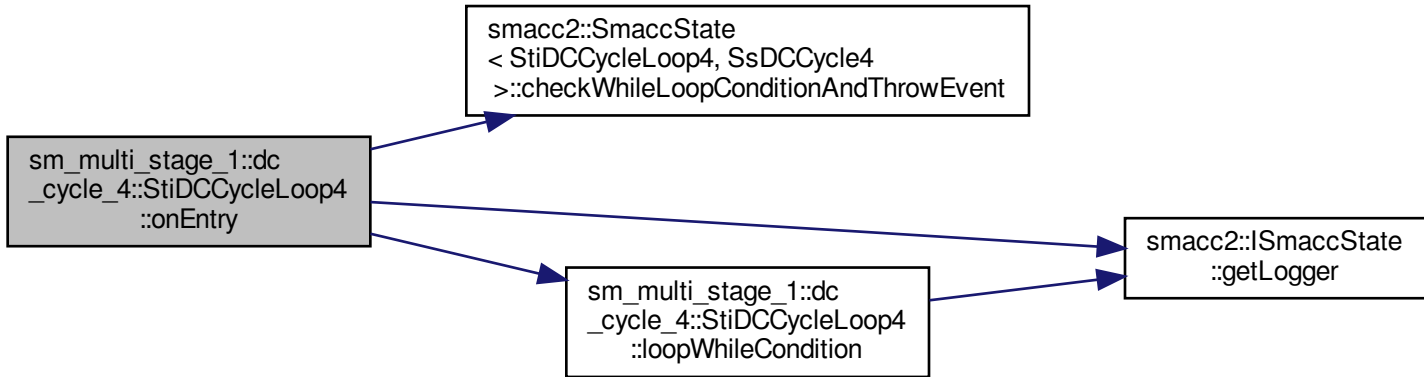 smacc2::SmaccState
< StiDCCycleLoop4, SsDCCycle4
>::checkWhileLoopConditionAndThrowEvent
sm_multi_stage_1::dc
_cycle_4::StiDCCycleLoop4
::onEntry
smacc2::ISmaccState
::getLogger
sm_multi_stage_1::dc
_cycle_4::StiDCCycleLoop4
::loopWhileCondition